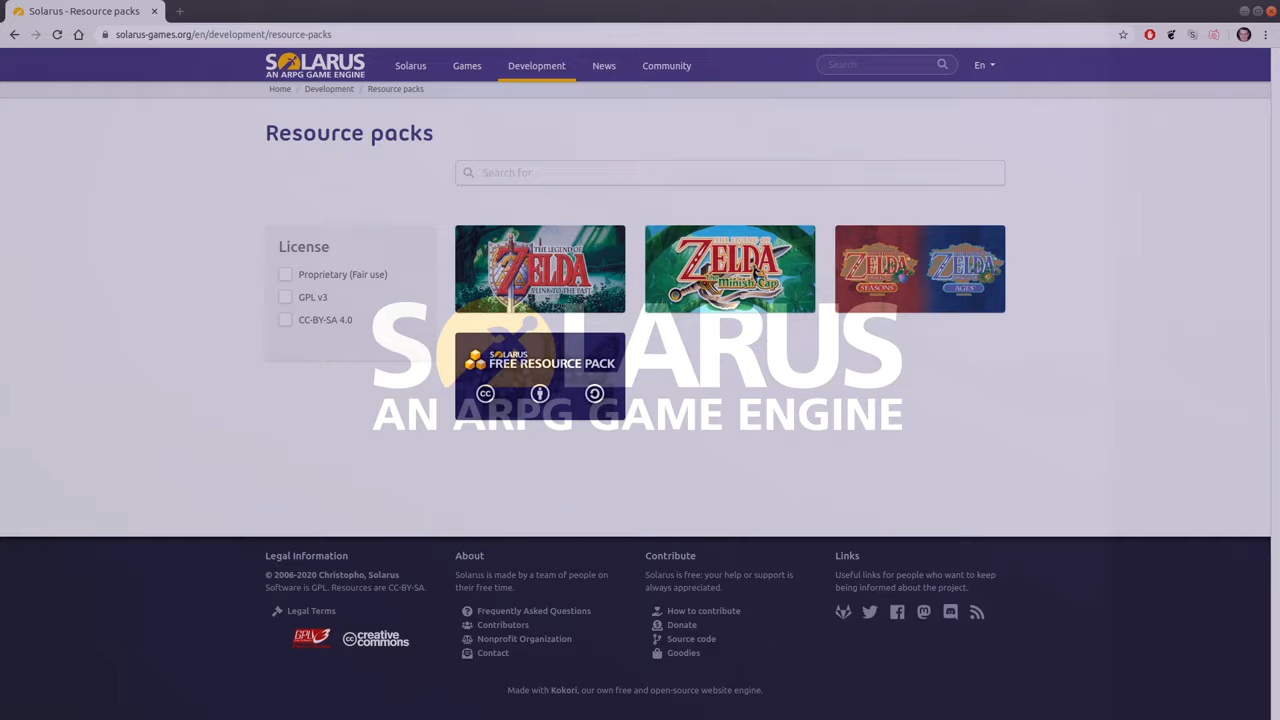 Solarus - Resource packs
solarus-games.org/en/development/resource-packs
SOLARUS
AN ARPG GAME ENGINE
Solarus Games Development News Community
Search
En
Home / Development / Resource packs
Resource packs
Search for
License
Proprietary (Fair use)
GPL v3
CC-BY-SA 4.0
THE LEGEND OF
ZELDA
A LINK TO THE PAST
THE LEGEND OF
ZELDA
The Minish Cap
ZELDA
SEASONS
ZELDA
AGES
SOLARUS
FREE RESOURCE PACK
CC
SOLARUS
AN ARPG GAME ENGINE
Legal Information
© 2006-2020 Christopho, Solarus
Software is GPL. Resources are CC-BY-SA.
Legal Terms
GPLv3
cc creative commons
About
Solarus is made by a team of people on
their free time.
Frequently Asked Questions
Contributors
Nonprofit Organization
Contact
Contribute
Solarus is free: your help or support is
always appreciated.
How to contribute
Donate
Source code
Goodies
Links
Useful links for people who want to keep
being informed about the project.
Made with Kokori, our own free and open-source website engine.